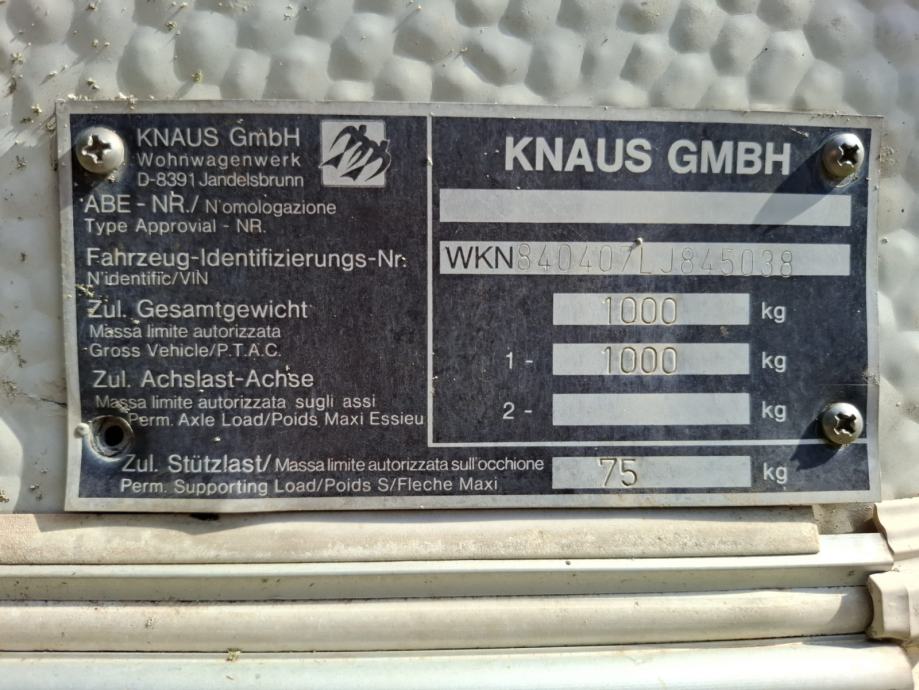 KNAUS GmbH
Wohnwagenwerk
D-8391 Jandelsbrunn
KNAUS GMBH
ABE - NR./ N'omologazione
Type Approvial - NR.
Fahrzeug-Identifizierungs-Nr.
N'identific/VIN
WKN840407LJ845038
Zul. Gesamtgewicht
Massa limite autorizzata
Gross Vehicle/P.T.A.C.
1000 kg
Zul. Achslast-Achse
Massa limite autorizzata sugli assi
Perm. Axle Load/Poids Maxi Essieu
1- 1000 kg
2- kg
Zul. Stützlast/Massa limite autorizzata sull'occhione
Perm. Supporting Load/Poids S/Fleche Maxi
75 kg